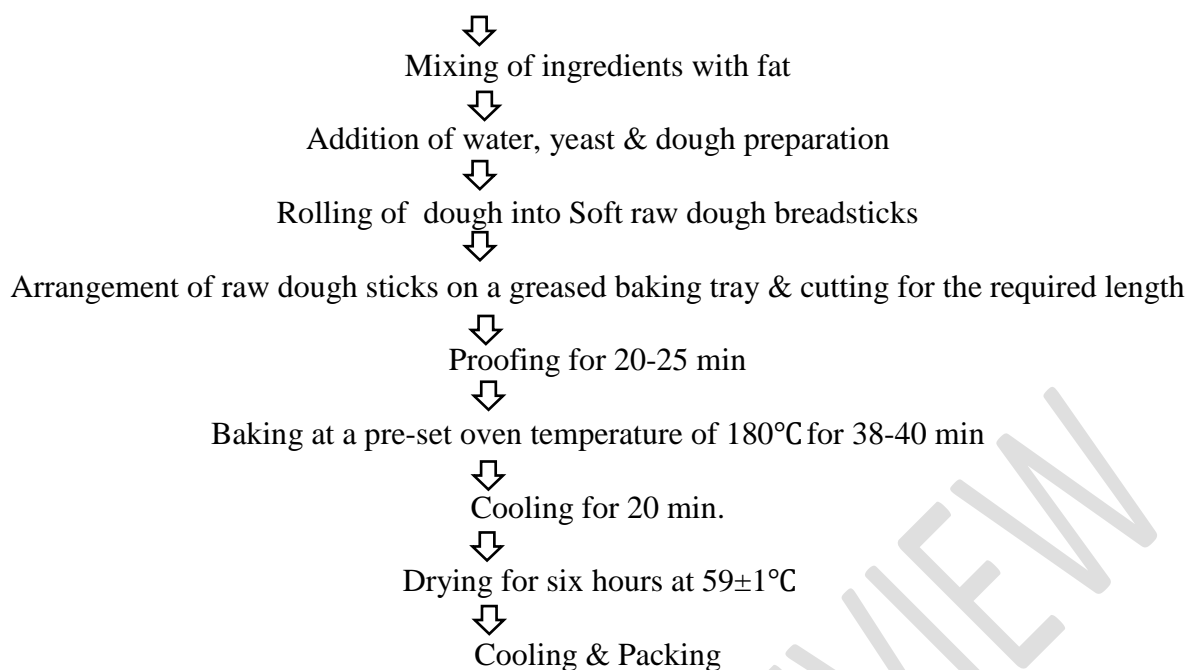 Mixing of ingredients with fat
Addition of water, yeast & dough preparation
Rolling of dough into Soft raw dough breadsticks
Arrangement of raw dough sticks on a greased baking tray & cutting for the required length
Proofing for 20-25 min
Baking at a pre-set oven temperature of 180℃ for 38-40 min
Cooling for 20 min.
Drying for six hours at 59±1℃
Cooling & Packing